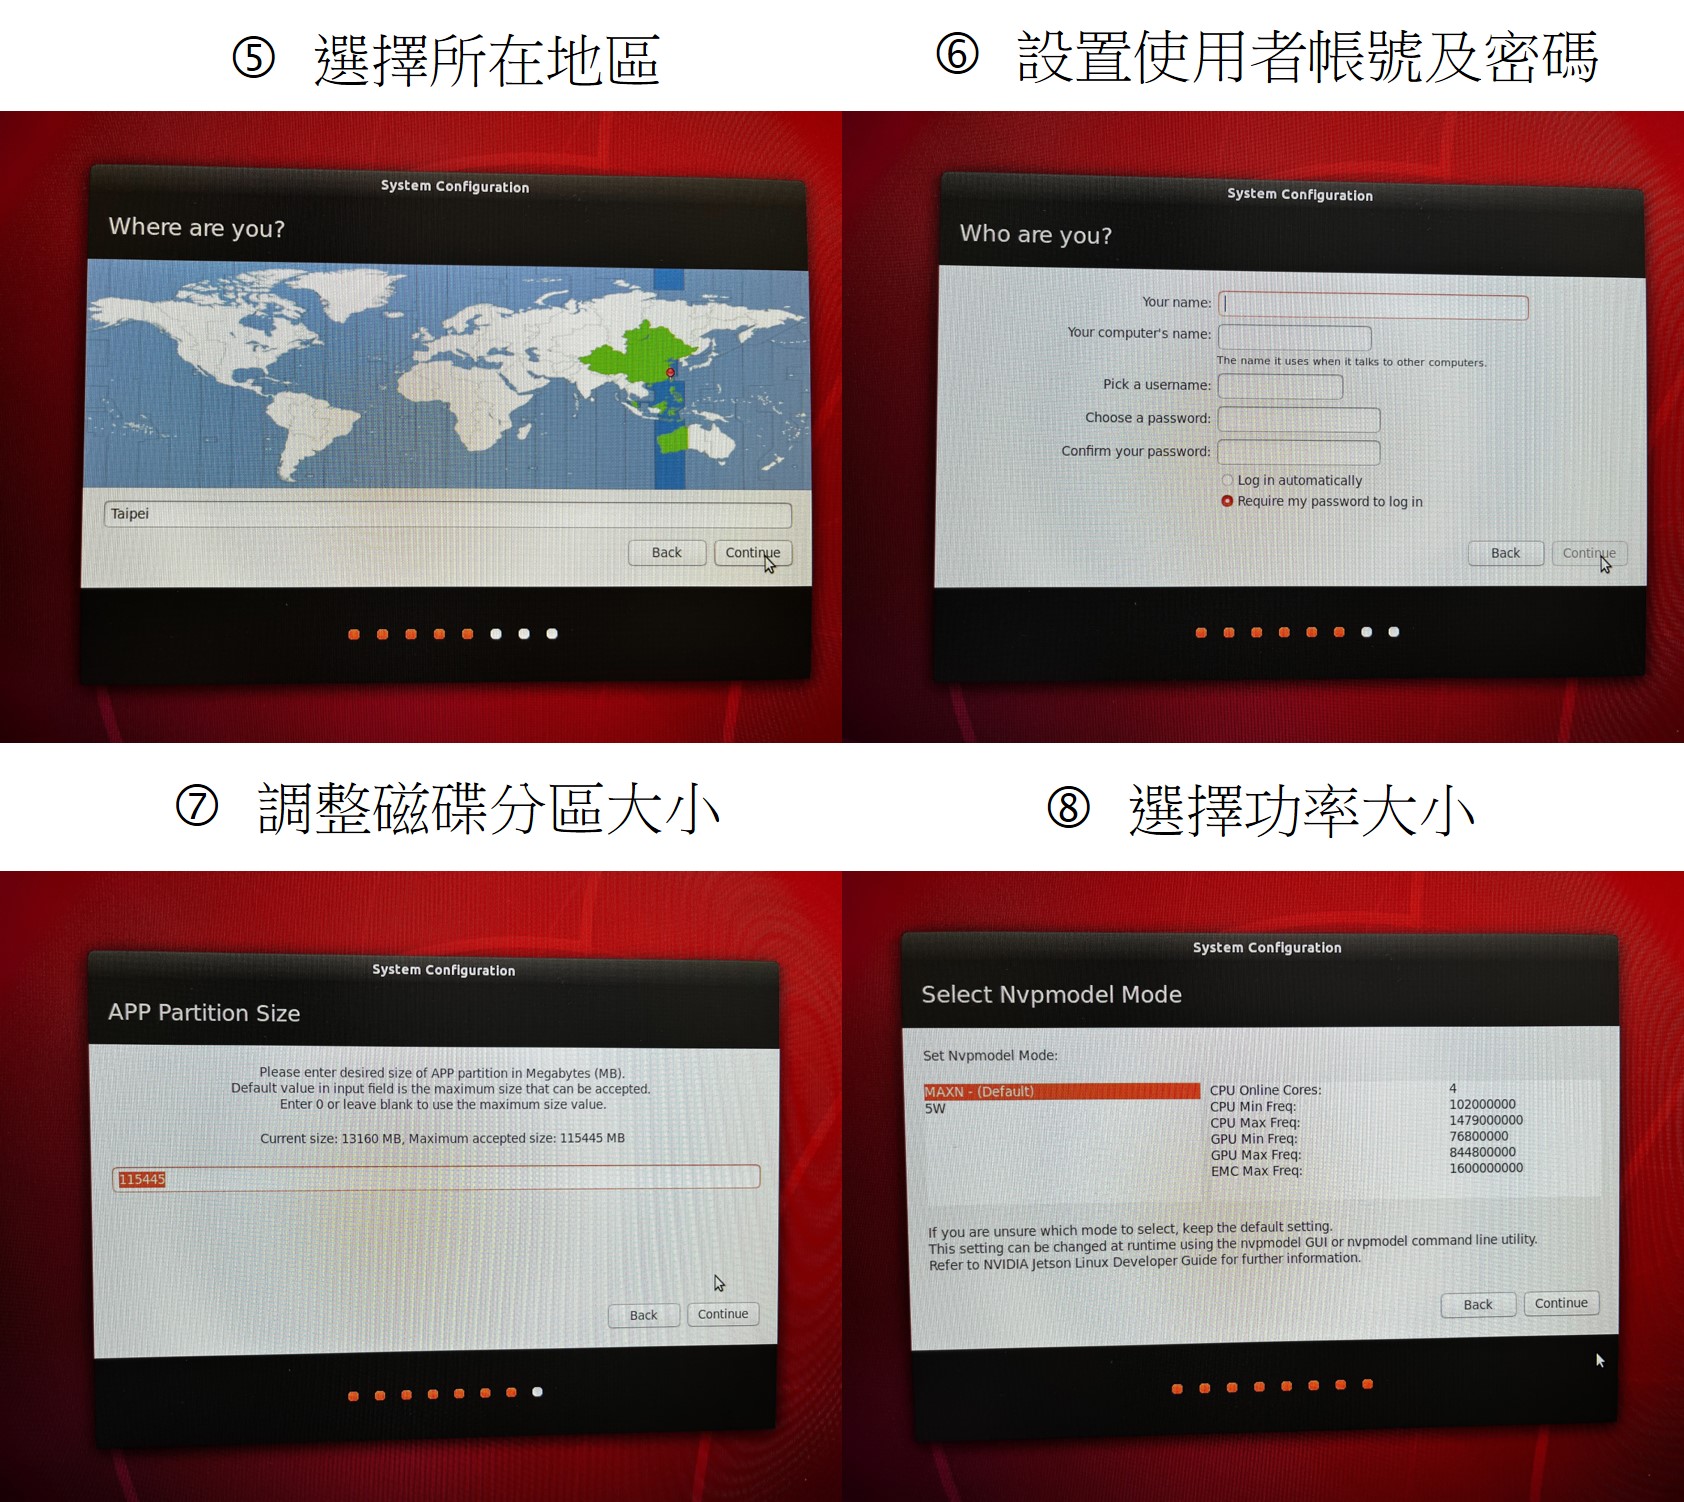 ⑤ 選擇所在地區
System Configuration
Where are you?
Taipei
Back Continue
⑥ 設置使用者帳號及密碼
System Configuration
Who are you?
Your name:
Your computer's name:
The name it uses when it talks to other computers.
Pick a username:
Choose a password:
Confirm your password:
Log in automatically
Require my password to log in
Back Continue
⑦ 調整磁碟分區大小
System Configuration
APP Partition Size
Please enter desired size of APP partition in Megabytes (MB).
Default value in input field is the maximum size that can be accepted.
Enter 0 or leave blank to use the maximum size value.
Current size: 13160 MB, Maximum accepted size: 115445 MB
115445
Back Continue
⑧ 選擇功率大小
System Configuration
Select Nvpmodel Mode
Set Nvpmodel Mode:
MAXN - (Default)
5W
CPU Online Cores: 4
CPU Min Freq: 102000000
CPU Max Freq: 1479000000
GPU Min Freq: 76800000
GPU Max Freq: 844800000
EMC Max Freq: 1600000000
If you are unsure which mode to select, keep the default setting.
This setting can be changed at runtime using the nvpmodel GUI or nvpmodel command line utility.
Refer to NVIDIA Jetson Linux Developer Guide for further information.
Back Continue